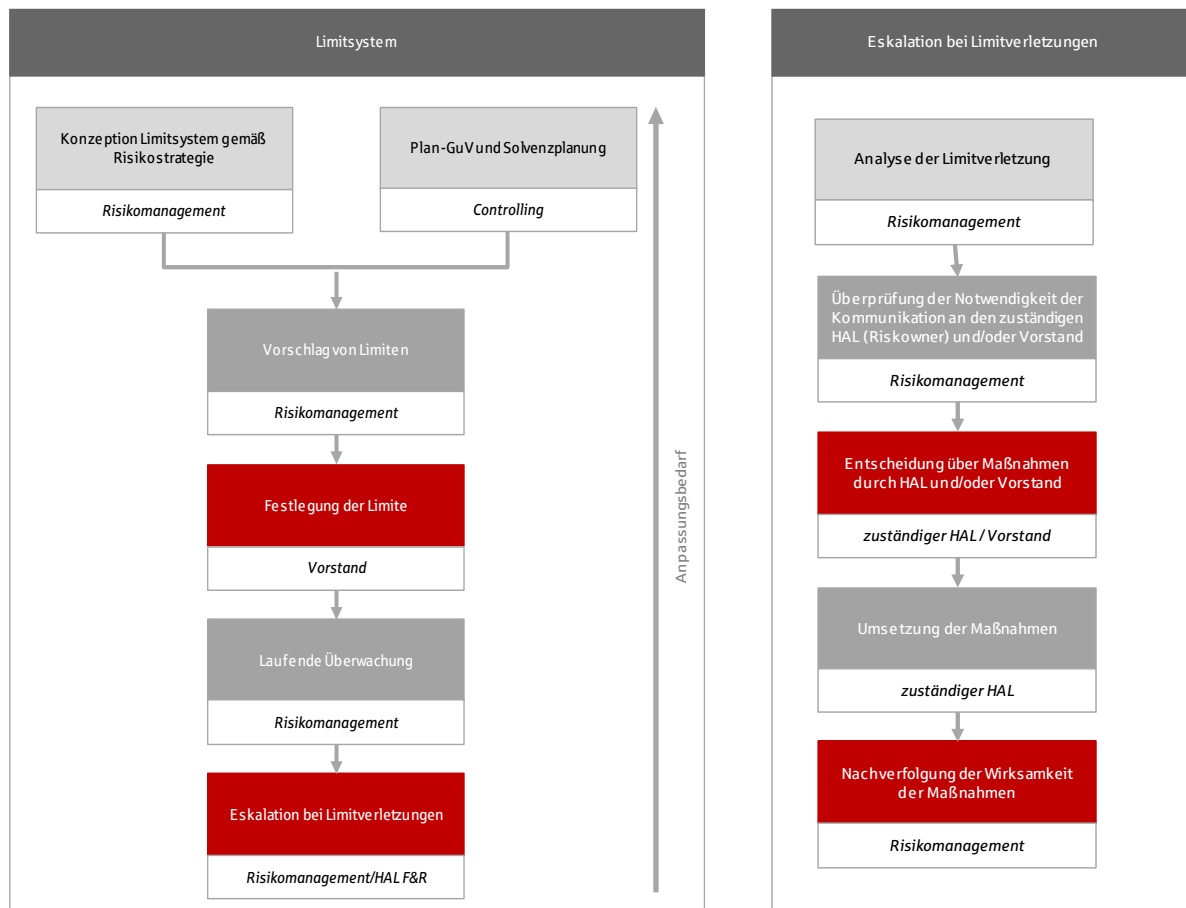 Limitsystem
Konzeption Limitsystem gemäß
Risikostrategie
Risikomanagement
Plan-GuV und Solvenzplanung
Controlling
Vorschlag von Limiten
Risikomanagement
Festlegung der Limite
Vorstand
Laufende Überwachung
Risikomanagement
Eskalation bei Limitverletzungen
Risikomanagement/HAL F&R
Anpassungsbedarf
Eskalation bei Limitverletzungen
Analyse der Limitverletzung
Risikomanagement
Überprüfung der Notwendigkeit der
Kommunikation an den zuständigen
HAL (Riskowner) und/oder Vorstand
Risikomanagement
Entscheidung über Maßnahmen
durch HAL und/oder Vorstand
zuständiger HAL / Vorstand
Umsetzung der Maßnahmen
zuständiger HAL
Nachverfolgung der Wirksamkeit
der Maßnahmen
Risikomanagement